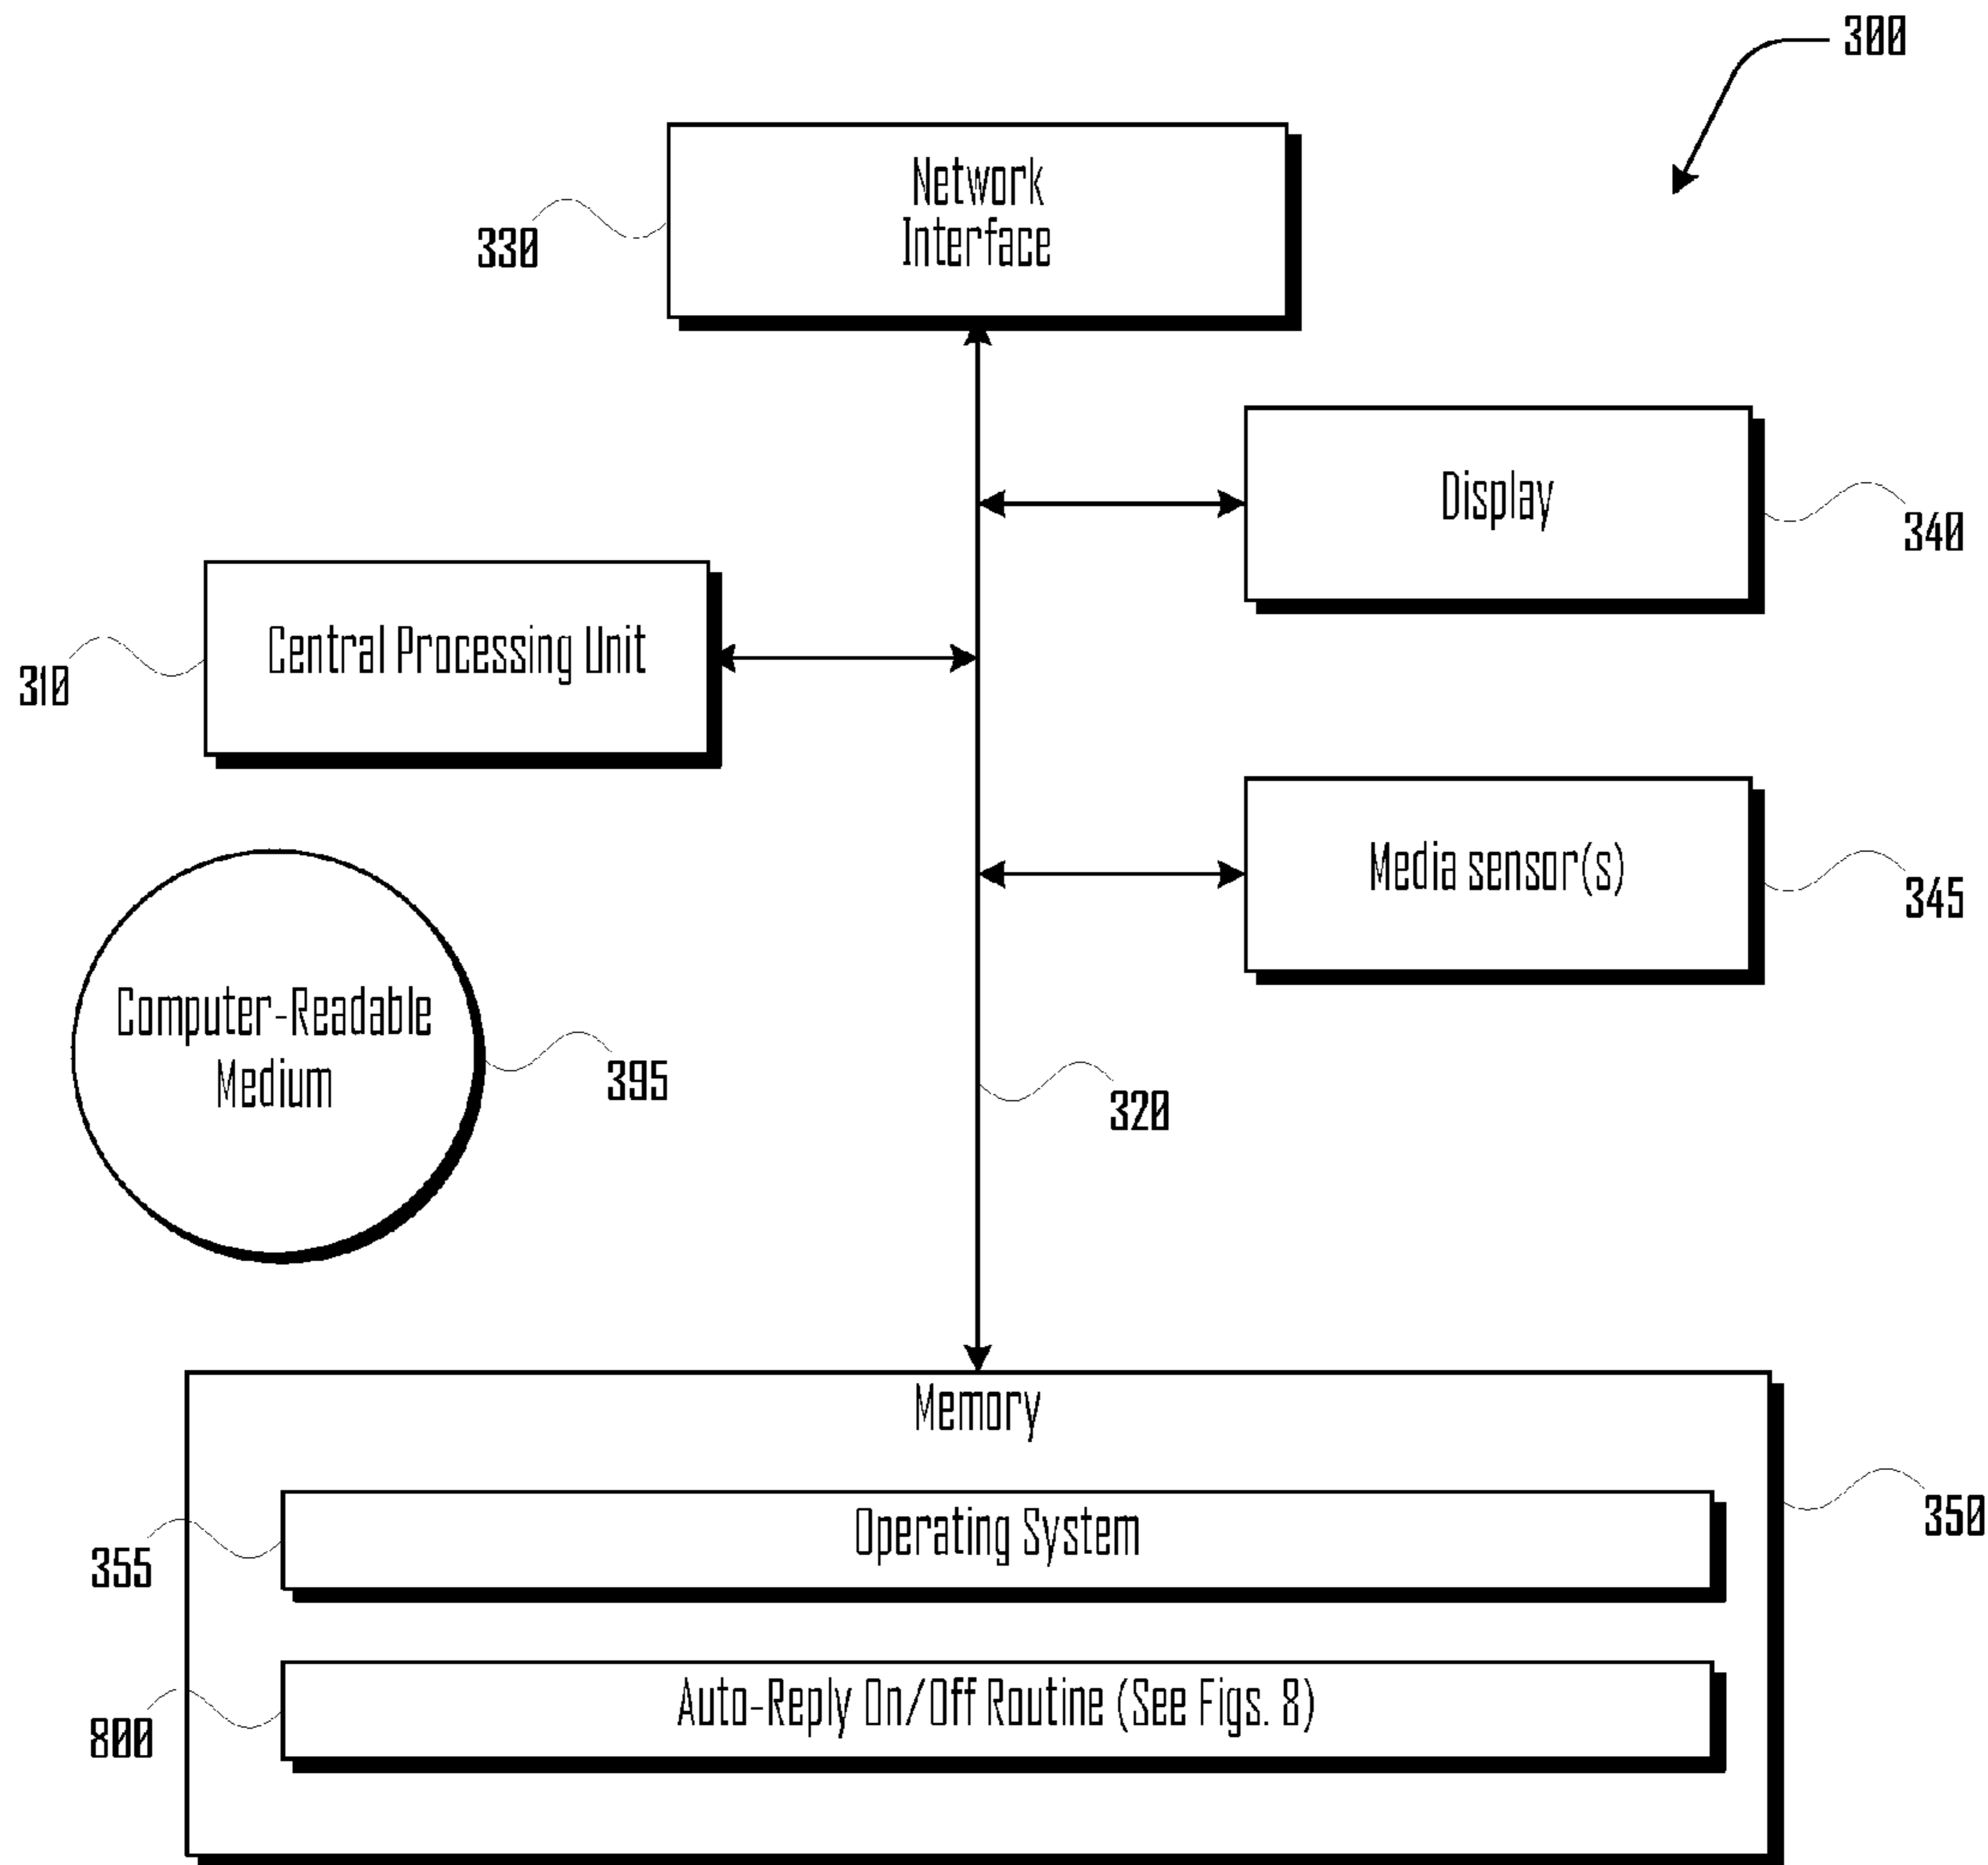 300
Network
Interface
330
Display
340
Central Processing Unit
310
Media sensor(s)
345
Computer-Readable
Medium
395
320
Memory
350
Operating System
355
Auto-Reply On/Off Routine (See Figs. 8)
800